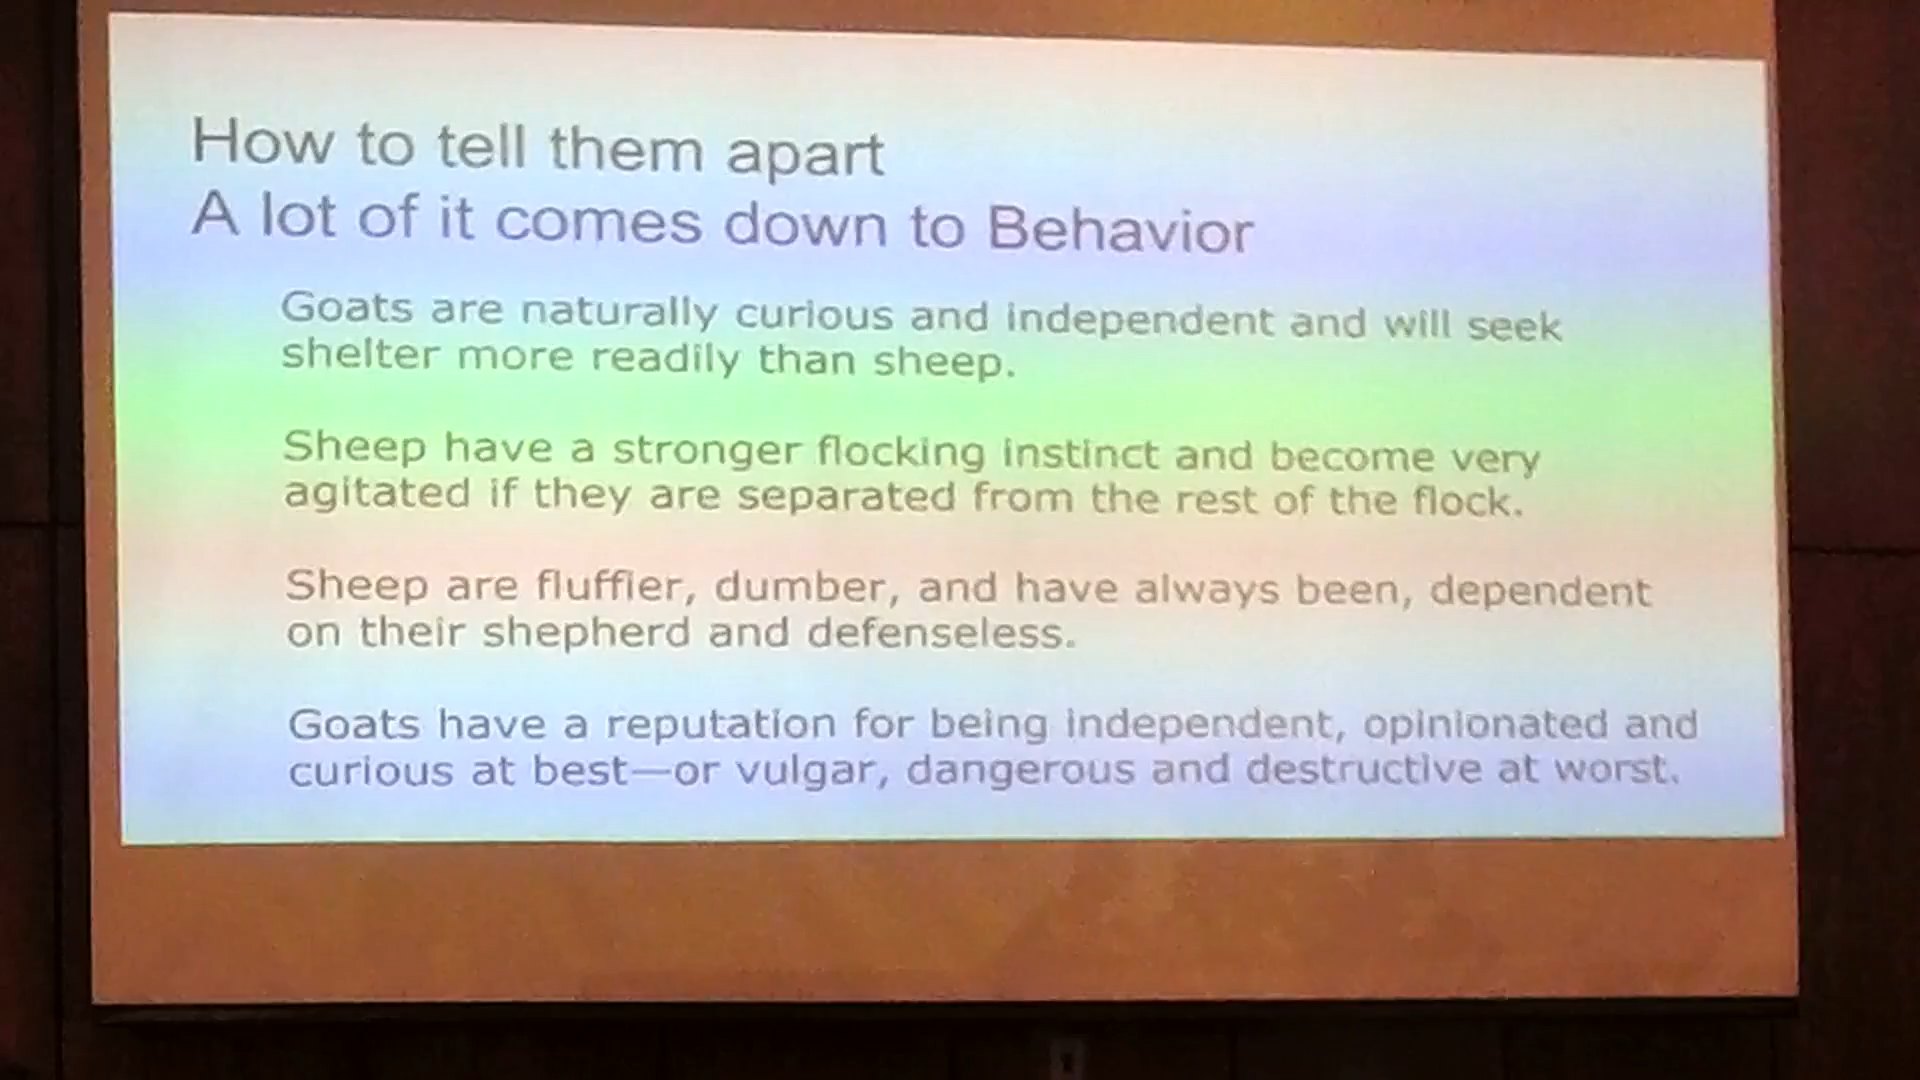 How to tell them apart
A lot of it comes down to Behavior
Goats are naturally curious and independent and will seek
shelter more readily than sheep.
Sheep have a stronger flocking instinct and become very
agitated if they are separated from the rest of the flock.
Sheep are fluffier, dumber, and have always been, dependent
on their shepherd and defenseless.
Goats have a reputation for being independent, opinionated and
curious at best—or vulgar, dangerous and destructive at worst.